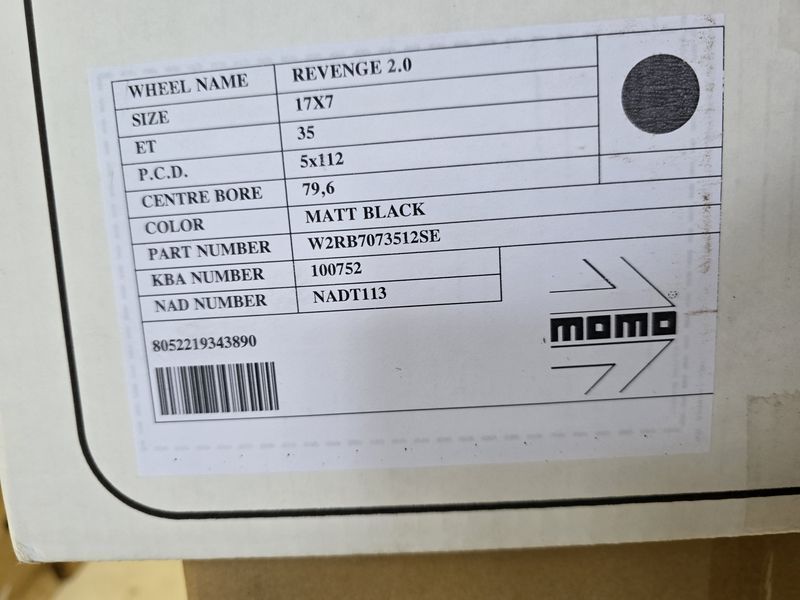 WHEEL NAME REVENGE 2.0
SIZE 17X7
ET 35
P.C.D. 5x112
CENTRE BORE 79,6
COLOR MATT BLACK
PART NUMBER W2RB7073512SE
KBA NUMBER 100752
NAD NUMBER NADT113
8052219343890
momo